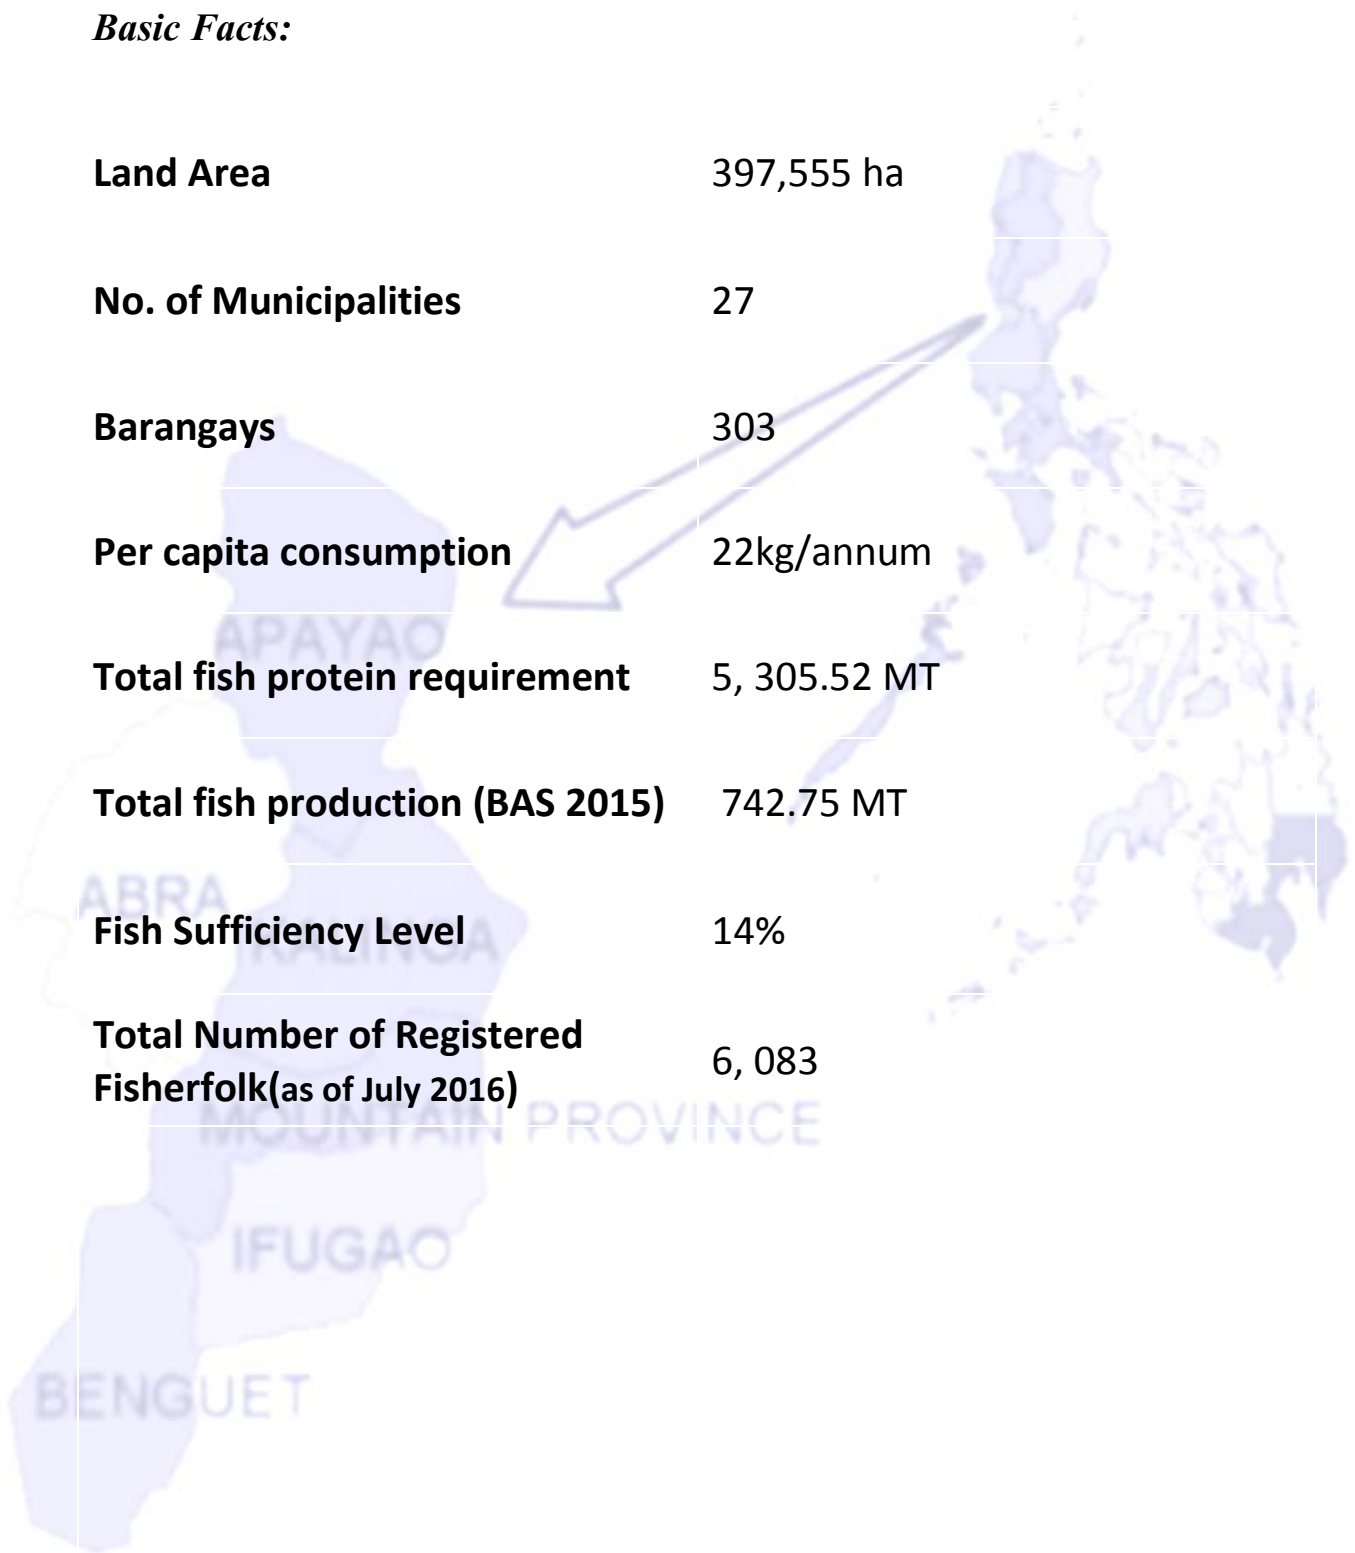 Basic Facts:
Land Area 397,555 ha
No. of Municipalities 27
Barangays 303
Per capita consumption 22kg/annum
APAYAO
Total fish protein requirement 5, 305.52 MT
Total fish production (BAS 2015) 742.75 MT
ABRA
Fish Sufficiency Level 14%
KALINGA
Total Number of Registered
Fisherfolk(as of July 2016) 6, 083
MOUNTAIN PROVINCE
IFUGAO
BENGUET